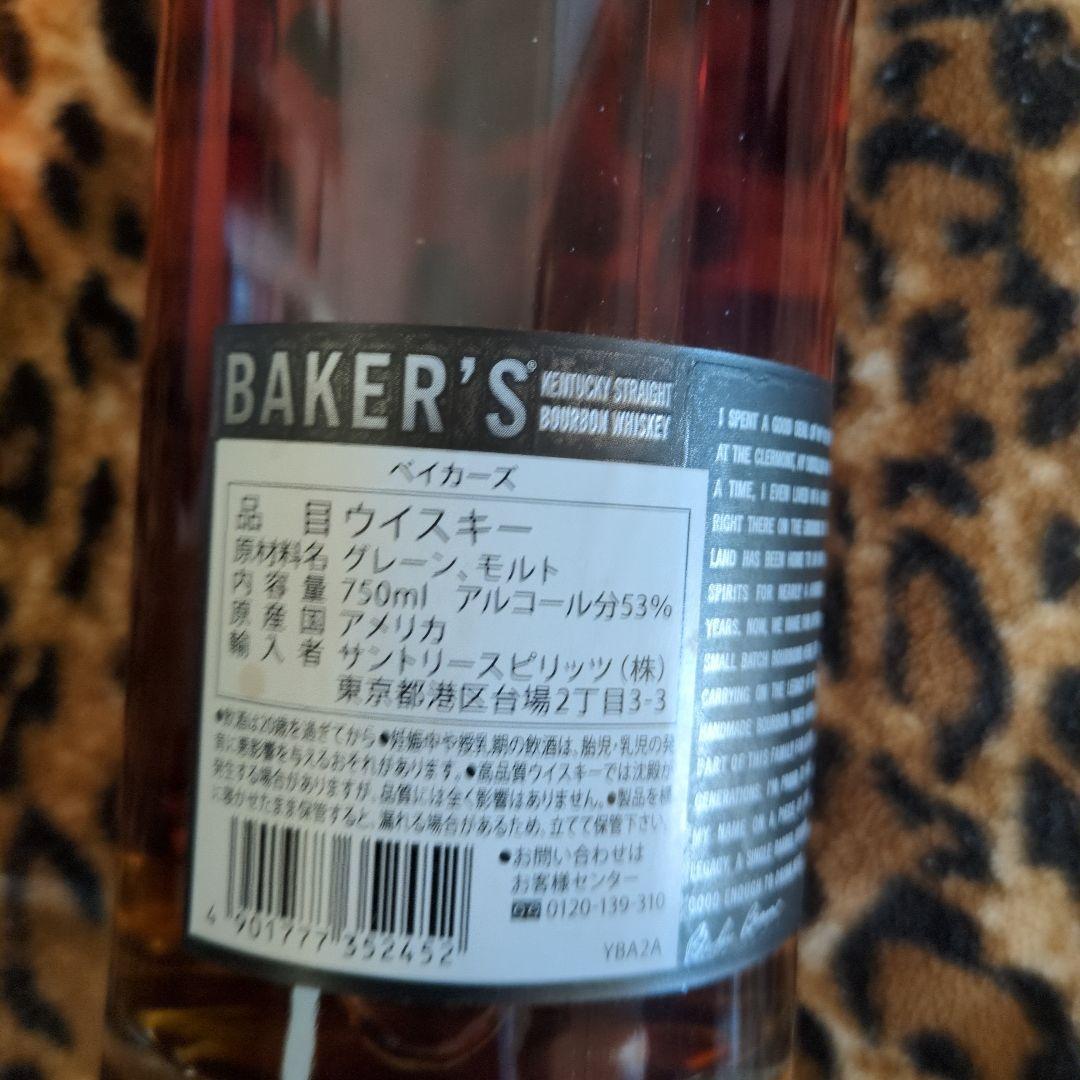 BAKER'S®
KENTUCKY STRAIGHT
BOURBON WHISKEY
ベイカーズ
品目 ウイスキー
原材料名 グレーン、モルト
内容量 750ml アルコール分53%
原産国 アメリカ
輸入者 サントリースピリッツ(株)
東京都港区台場2丁目3-3
●飲酒は20歳を過ぎてから ●妊娠中や授乳期の飲酒は、胎児・乳児の発
育に悪影響を与えるおそれがあります。●高品質ウイスキーでは沈殿が
発生する場合がありますが、品質には全く影響はありません。●製品を横
に寝かせたまま保管すると、漏れる場合があるため、立てて保管下さい。
●お問い合わせは
お客様センター
0120-139-310
4 901777 352452
YBA2A
I SPENT A GOOD DEAL OF
AT THE CLERMONT,
A TIME, I EVEN LIVED
RIGHT THERE ON THE
LAND HAS BEEN HOME TO
SPIRITS FOR NEARLY A
YEARS. NOW, WE MAKE
SMALL BATCH BOURBON
CARRYING ON THE
HANDMADE BOURBON
PART OF THIS FAMILY
GENERATIONS. I'M
MY NAME ON A
LEGACY. A SINGLE
GOOD ENOUGH TO